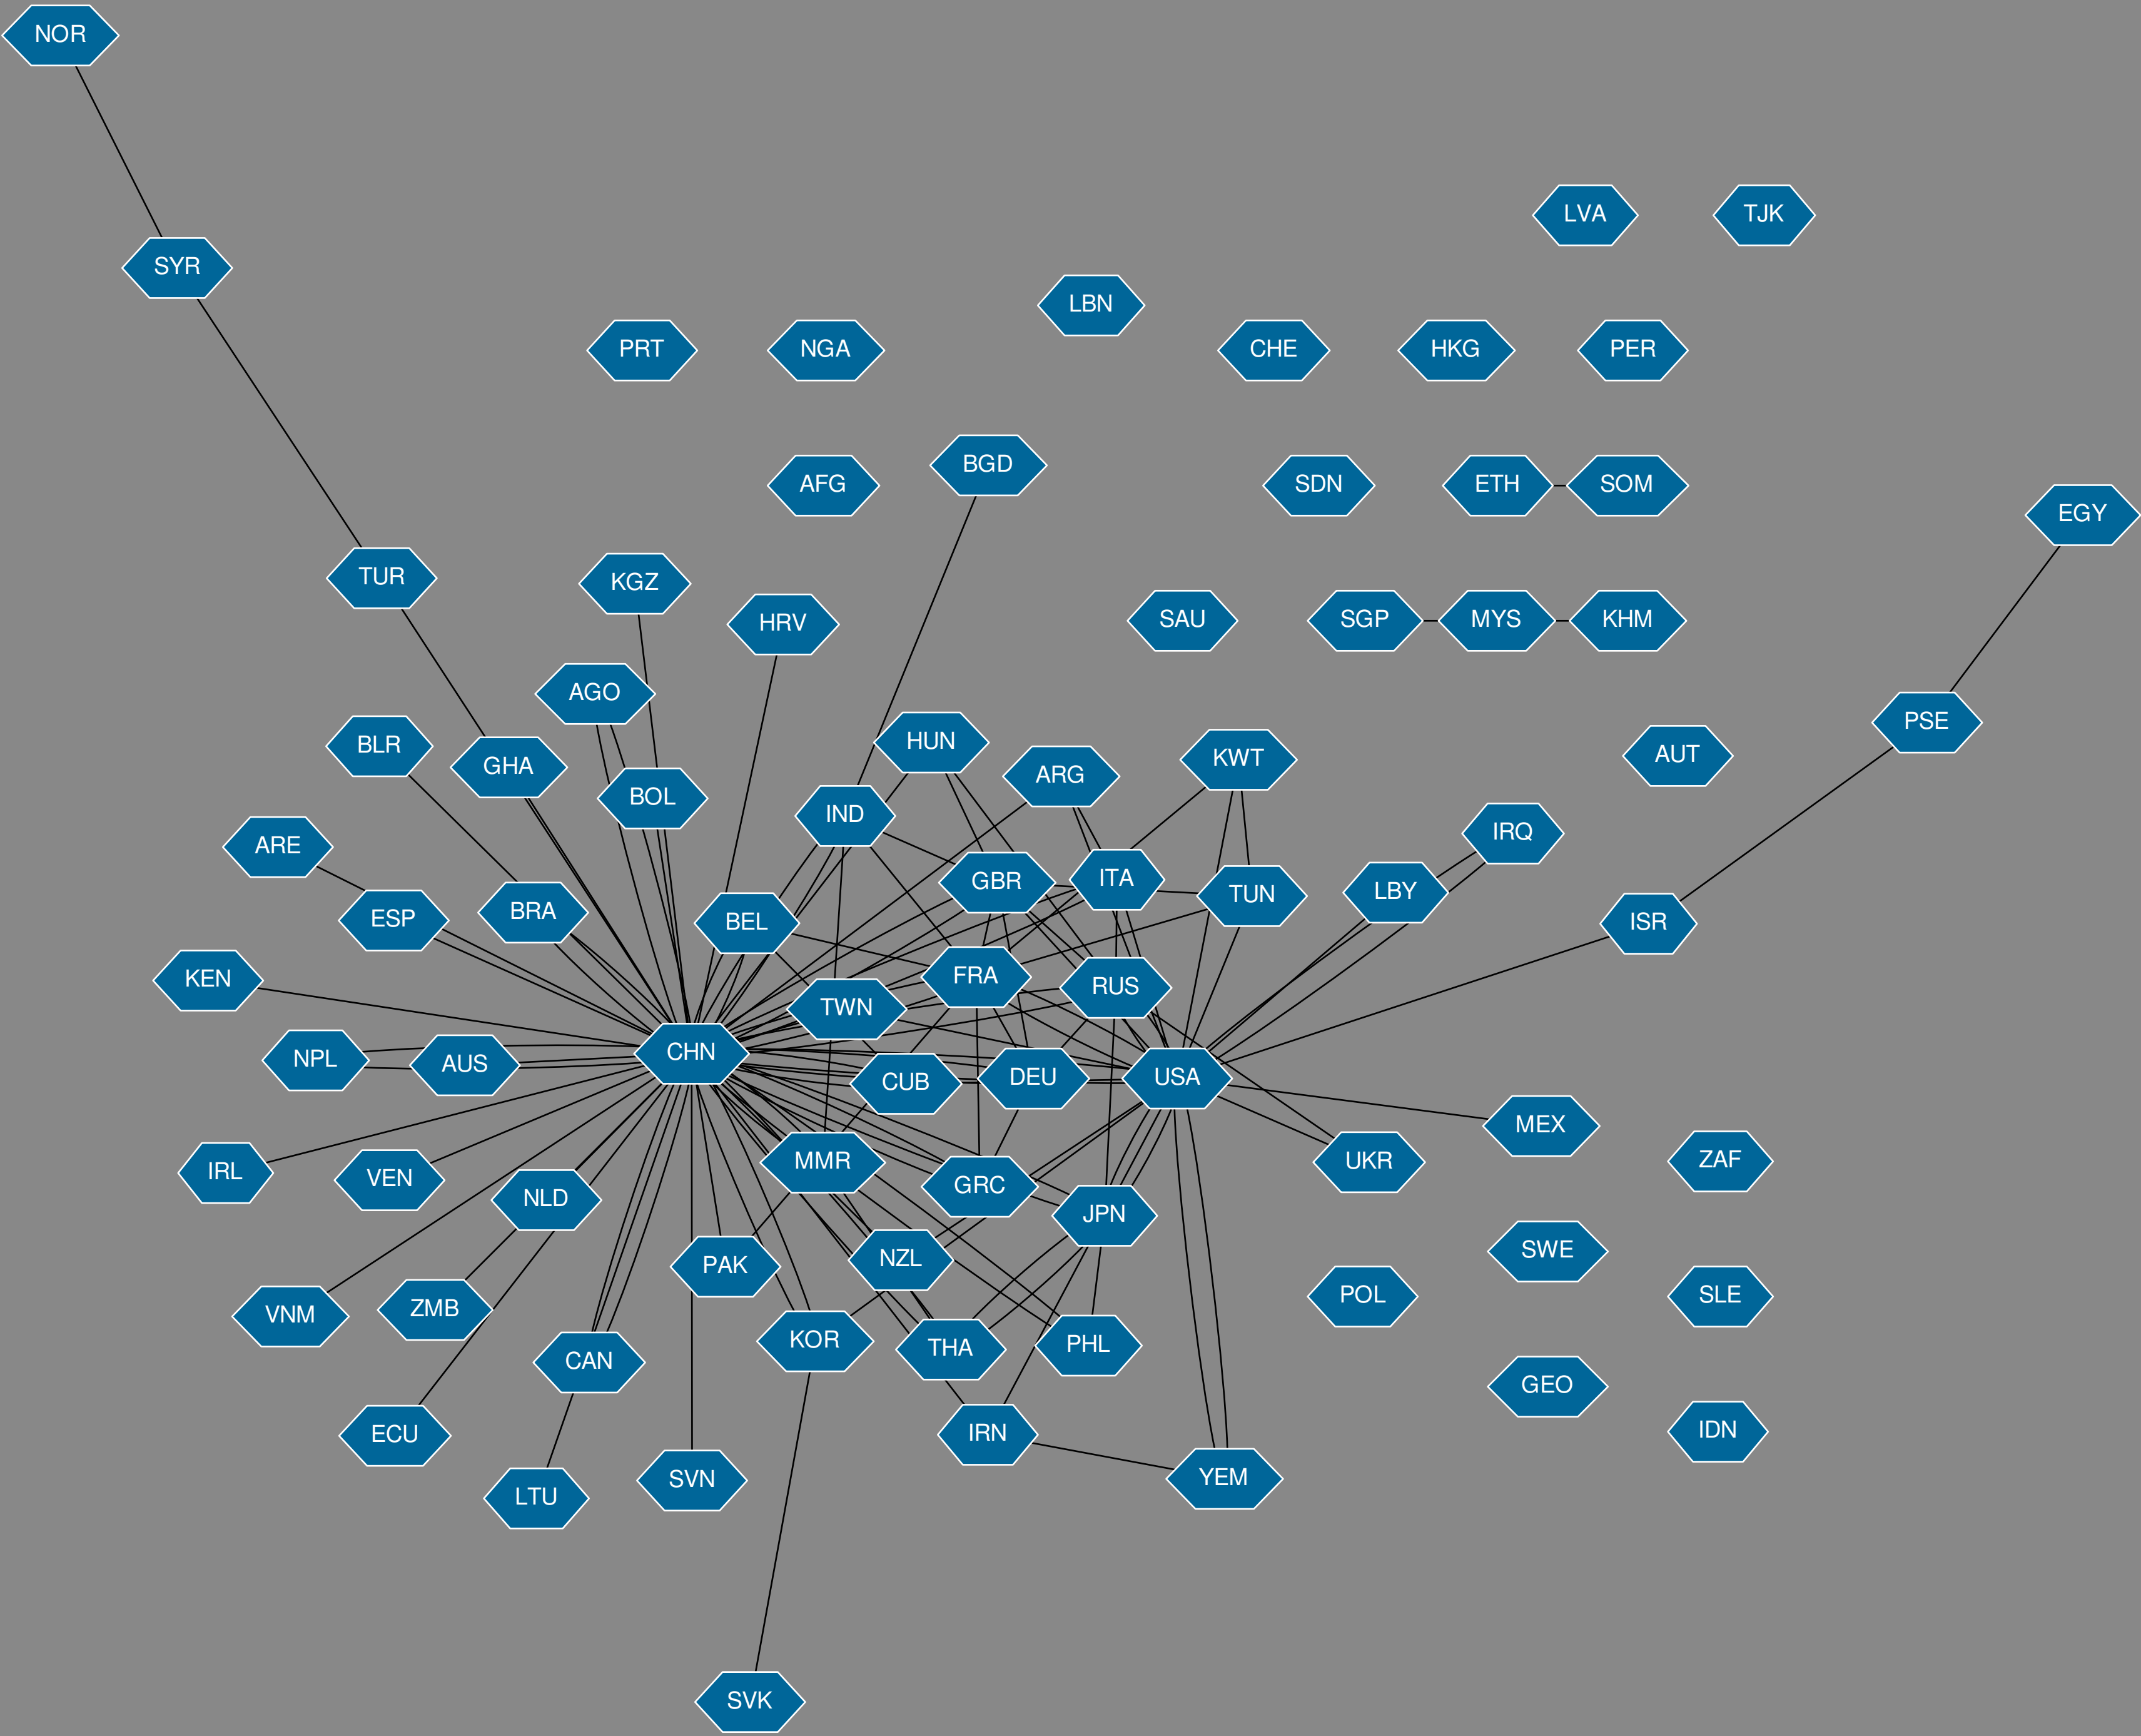 NOR
LVA
TJK
SYR
LBN
PRT
NGA
CHE
HKG
PER
BGD
AFG
SDN
ETH
SOM
EGY
TUR
KGZ
HRV
SAU
SGP
MYS
KHM
AGO
PSE
BLR
HUN
AUT
GHA
ARG
KWT
BOL
IND
IRQ
ARE
GBR
ITA
LBY
TUN
BRA
ESP
BEL
ISR
KEN
FRA
RUS
TWN
CHN
NPL
AUS
CUB
DEU
USA
MEX
IRL
VEN
MMR
UKR
ZAF
NLD
GRC
JPN
PAK
NZL
SWE
VNM
ZMB
POL
SLE
KOR
THA
PHL
CAN
GEO
ECU
IRN
IDN
SVN
YEM
LTU
SVK